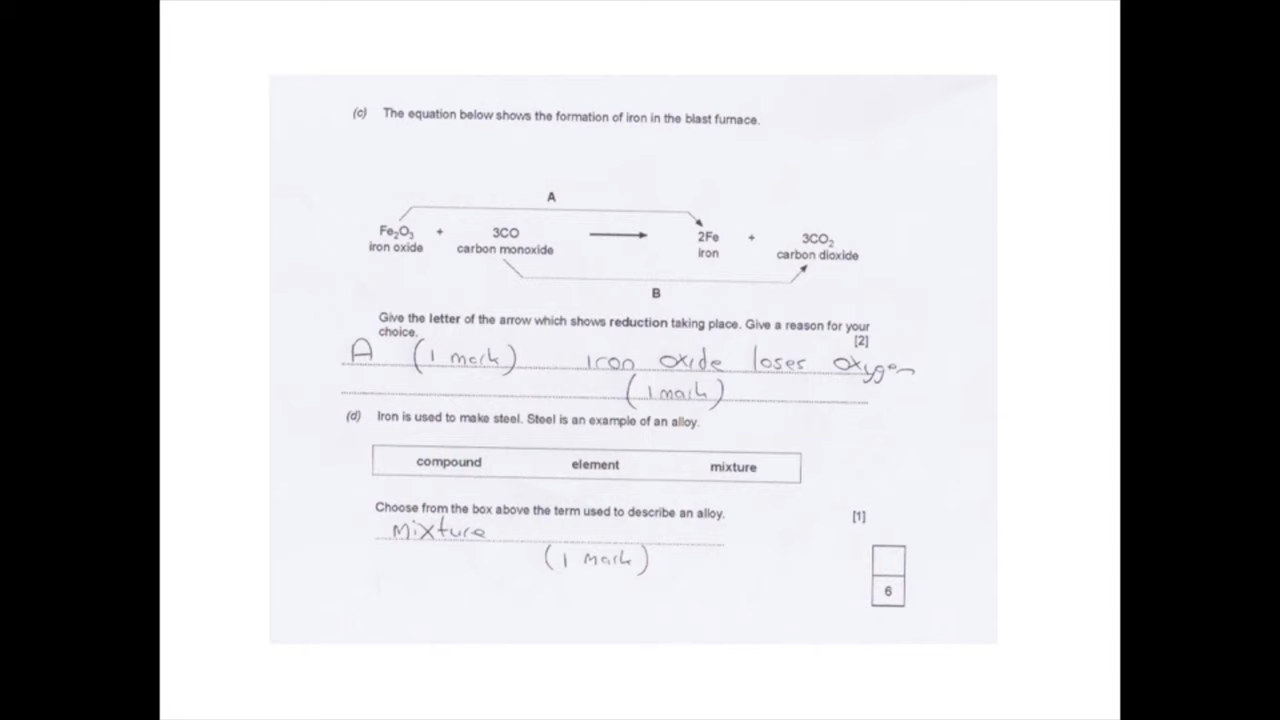 (c) The equation below shows the formation of iron in the blast furnace.
A
Fe₂O₃ + 3CO → 2Fe + 3CO₂
iron oxide carbon monoxide iron carbon dioxide
B
Give the letter of the arrow which shows reduction taking place. Give a reason for your
choice. [2]
A (1 mark) iron oxide loses oxygen
(1 mark)
(d) Iron is used to make steel. Steel is an example of an alloy.
compound element mixture
Choose from the box above the term used to describe an alloy. [1]
Mixture
(1 mark)
6